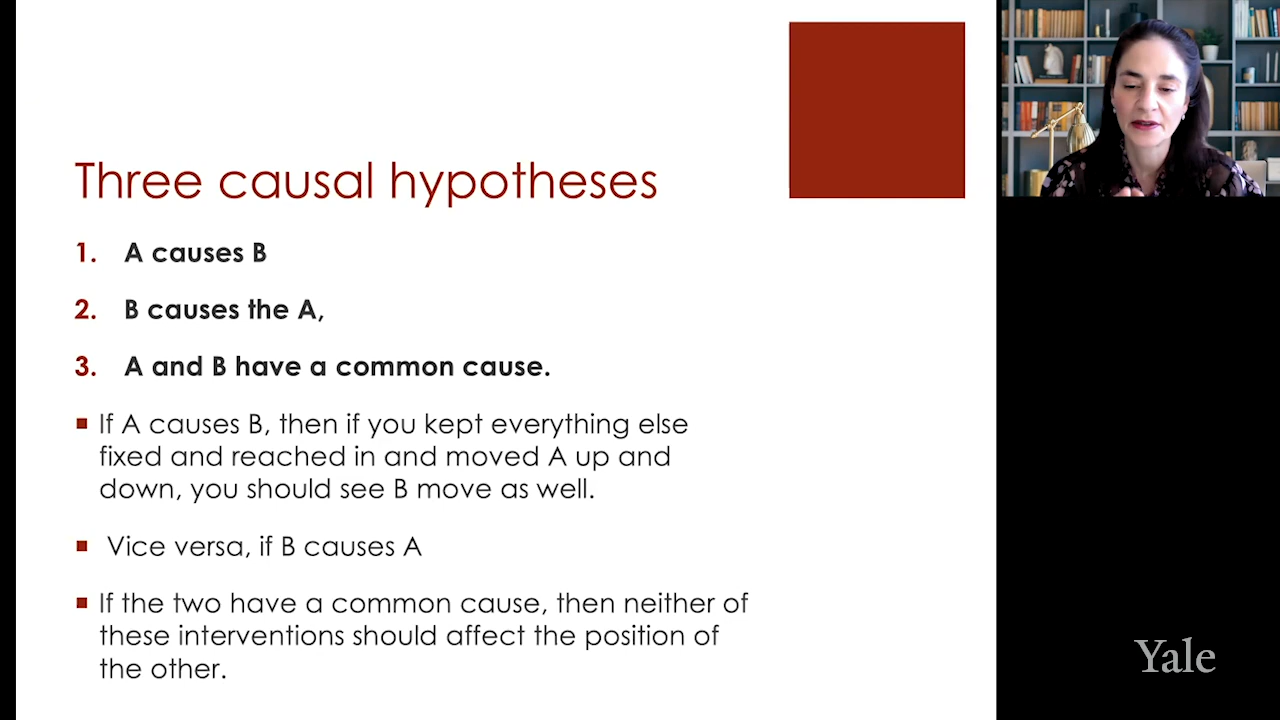 Three causal hypotheses
1. A causes B
2. B causes the A,
3. A and B have a common cause.
If A causes B, then if you kept everything else
fixed and reached in and moved A up and
down, you should see B move as well.
Vice versa, if B causes A
If the two have a common cause, then neither of
these interventions should affect the position of
the other.
Yale